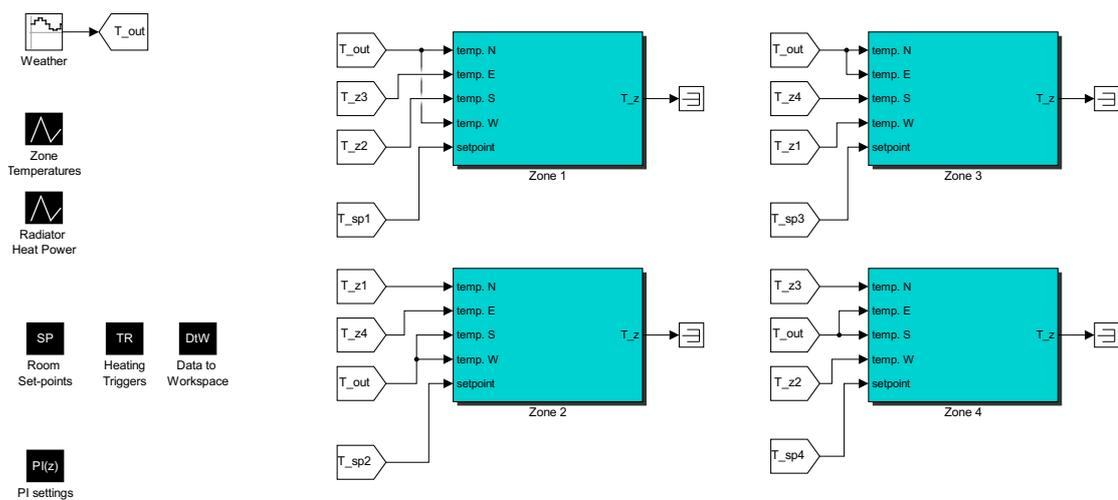 T_out
Weather
Zone
Temperatures
Radiator
Heat Power
SP
Room
Set-points
TR
Heating
Triggers
DtW
Data to
Workspace
PI(z)
PI settings
T_out
T_z3
T_z2
T_sp1
temp. N
temp. E
temp. S
temp. W
setpoint
T_z
Zone 1
T_out
T_z4
T_z1
T_sp3
temp. N
temp. E
temp. S
temp. W
setpoint
T_z
Zone 3
T_z1
T_z4
T_out
T_sp2
temp. N
temp. E
temp. S
temp. W
setpoint
T_z
Zone 2
T_z3
T_out
T_z2
T_sp4
temp. N
temp. E
temp. S
temp. W
setpoint
T_z
Zone 4